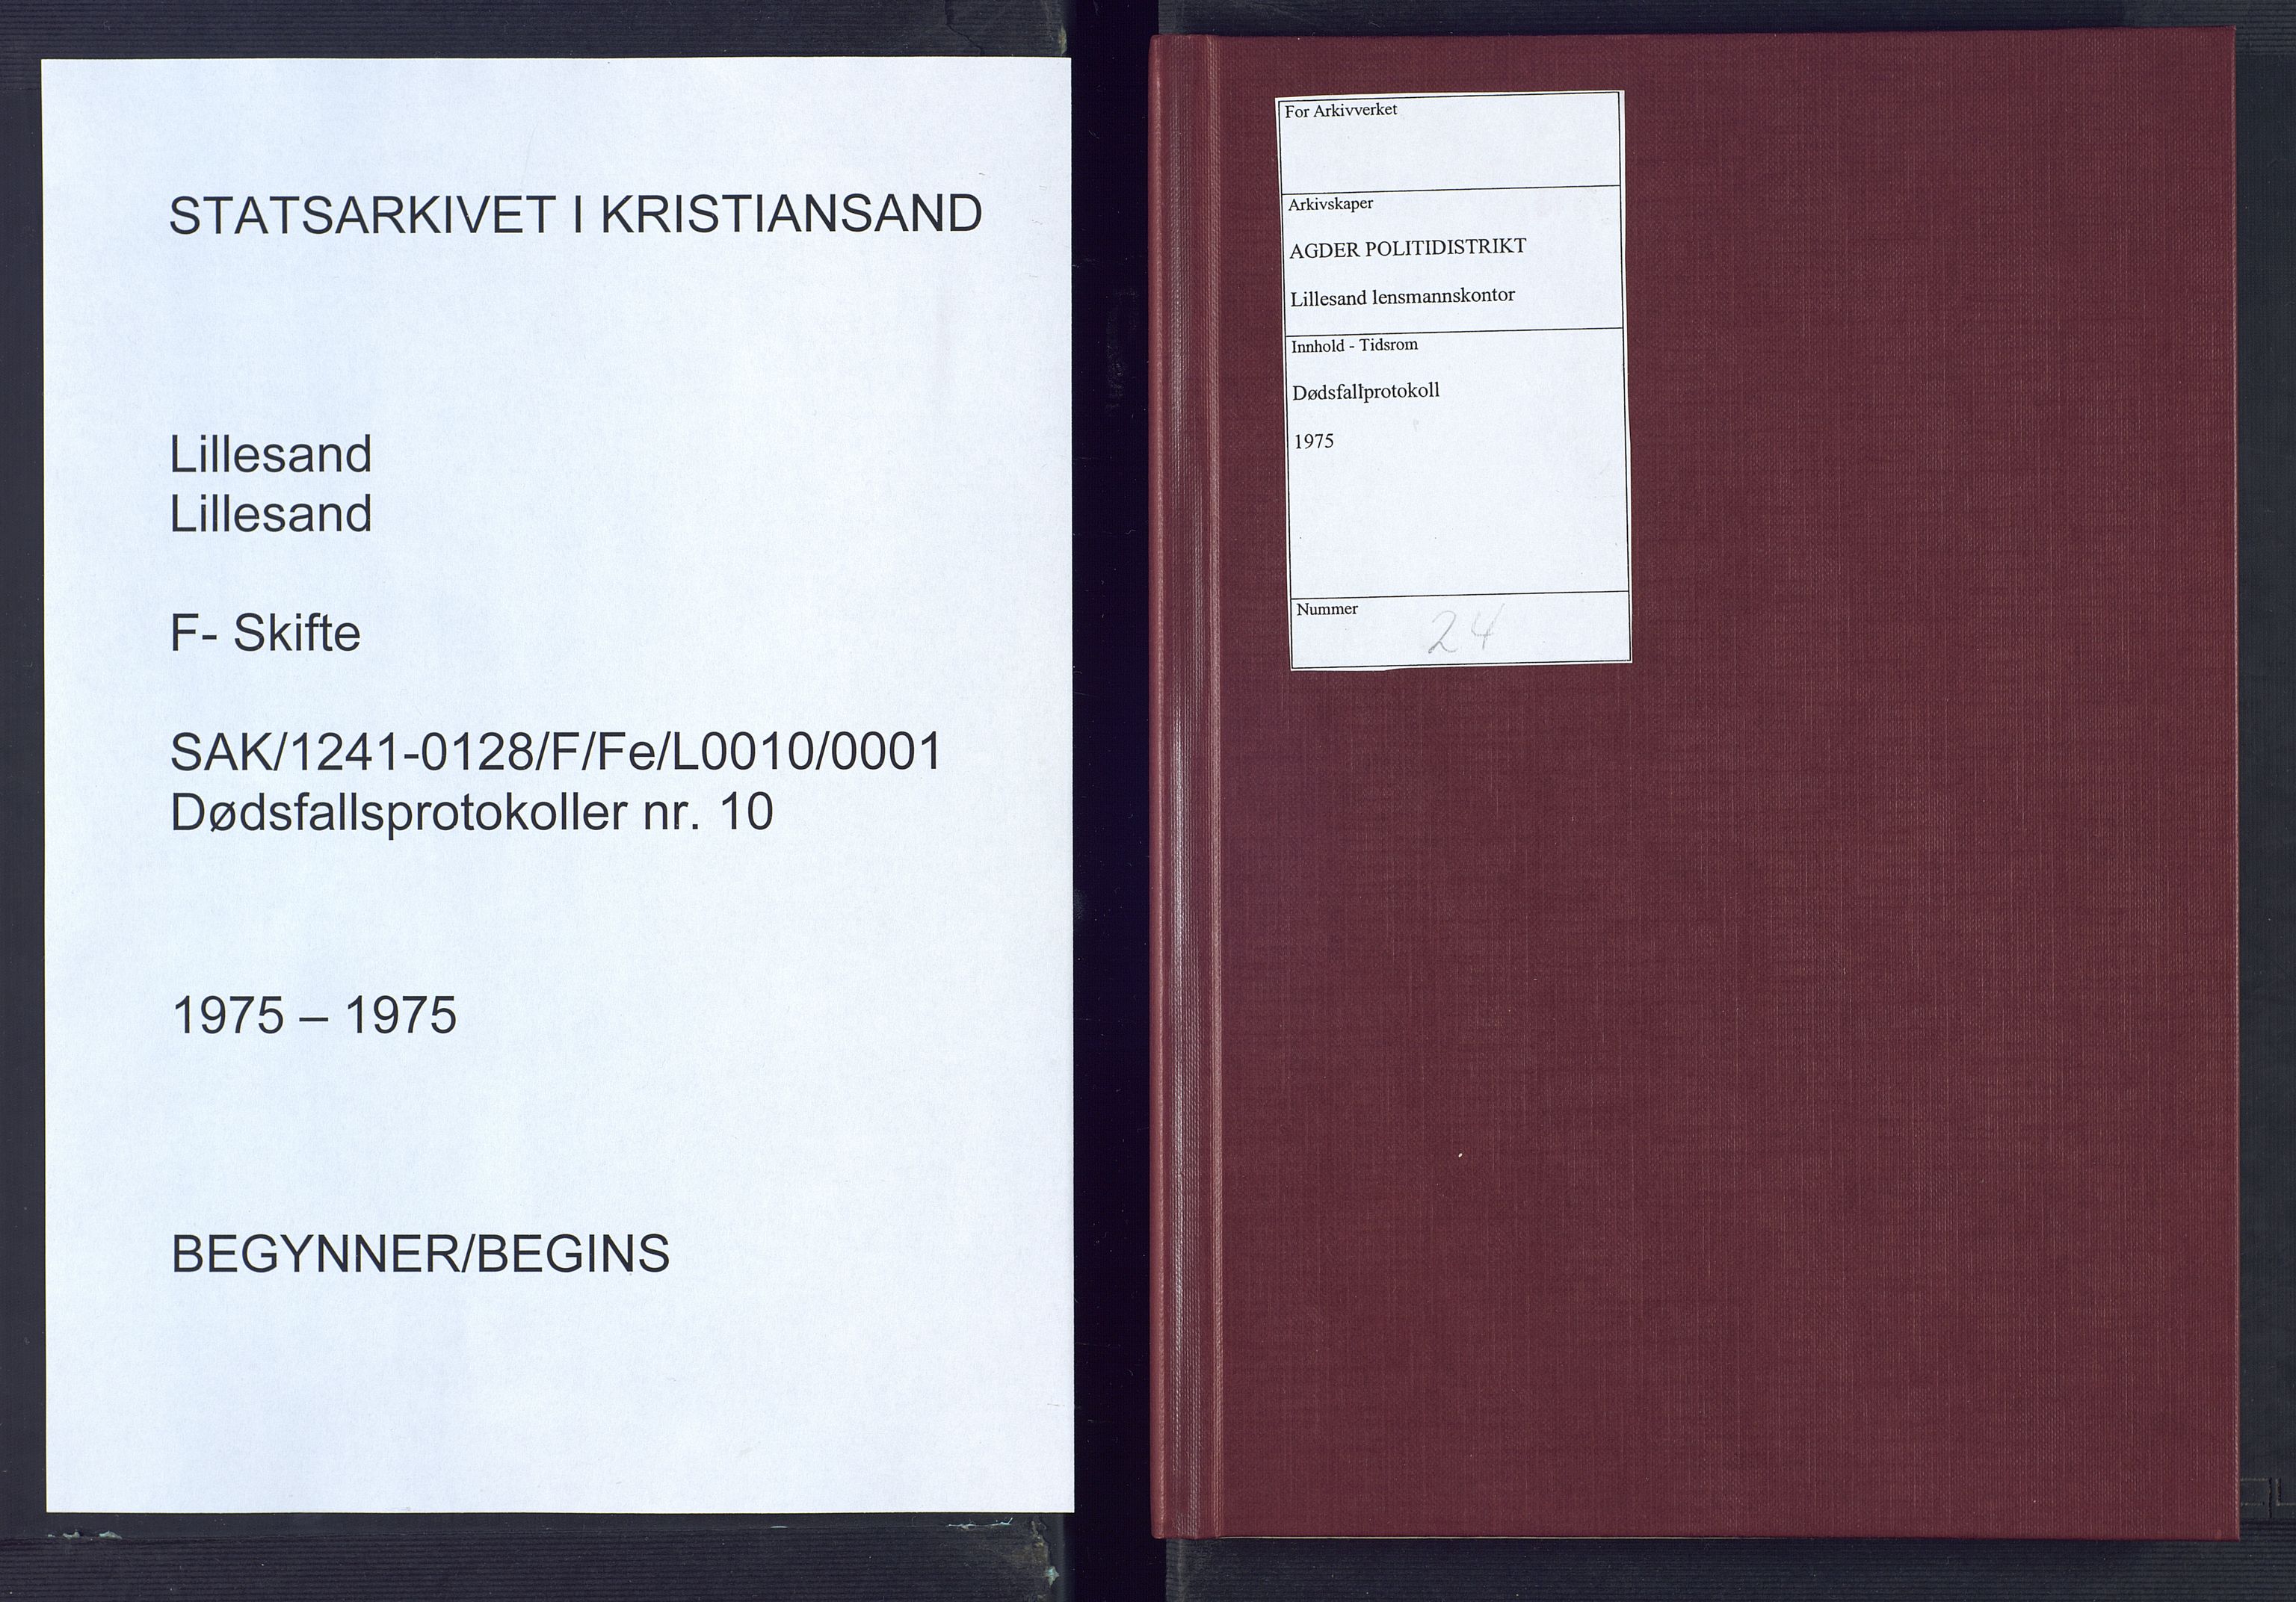 STATSARKIVET I KRISTIANSAND
Lillesand
Lillesand
F- Skifte
SAK/1241-0128/F/Fe/L0010/0001
Dødsfallsprotokoller nr. 10
1975 – 1975
BEGYNNER/BEGINS
For Arkivverket
Arkivskaper
AGDER POLITIDISTRIKT
Lillesand lensmannskontor
Innhold - Tidsrom
Dødsfallprotokoll
1975
Nummer
24